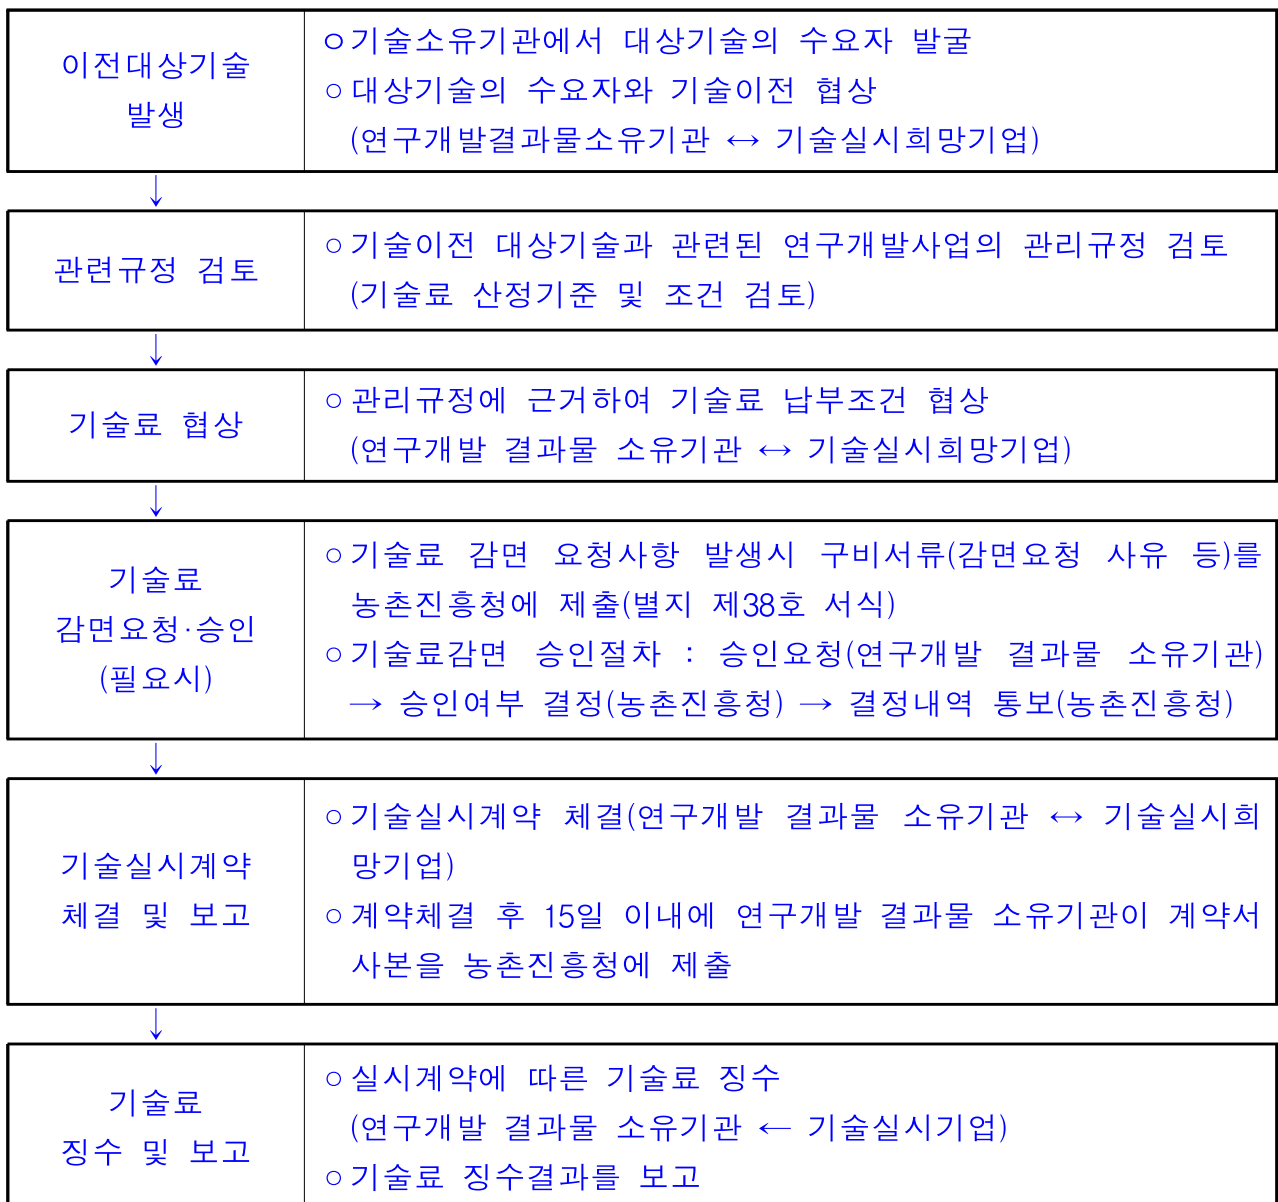 이전대상기술
발생
ㅇ기술소유기관에서 대상기술의 수요자 발굴
○ 대상기술의 수요자와 기술이전 협상
(연구개발결과물소유기관 ↔ 기술실시희망기업)
↓
관련규정 검토
○ 기술이전 대상기술과 관련된 연구개발사업의 관리규정 검토
(기술료 산정기준 및 조건 검토)
↓
기술료 협상
○ 관리규정에 근거하여 기술료 납부조건 협상
(연구개발 결과물 소유기관 ↔ 기술실시희망기업)
↓
기술료
감면요청·승인
(필요시)
○ 기술료 감면 요청사항 발생시 구비서류(감면요청 사유 등)를
농촌진흥청에 제출(별지 제38호 서식)
○ 기술료감면 승인절차 : 승인요청(연구개발 결과물 소유기관)
→ 승인여부 결정(농촌진흥청) → 결정내역 통보(농촌진흥청)
↓
기술실시계약
체결 및 보고
○ 기술실시계약 체결(연구개발 결과물 소유기관 ↔ 기술실시희
망기업)
○ 계약체결 후 15일 이내에 연구개발 결과물 소유기관이 계약서
사본을 농촌진흥청에 제출
↓
기술료
징수 및 보고
○ 실시계약에 따른 기술료 징수
(연구개발 결과물 소유기관 ← 기술실시기업)
○ 기술료 징수결과를 보고